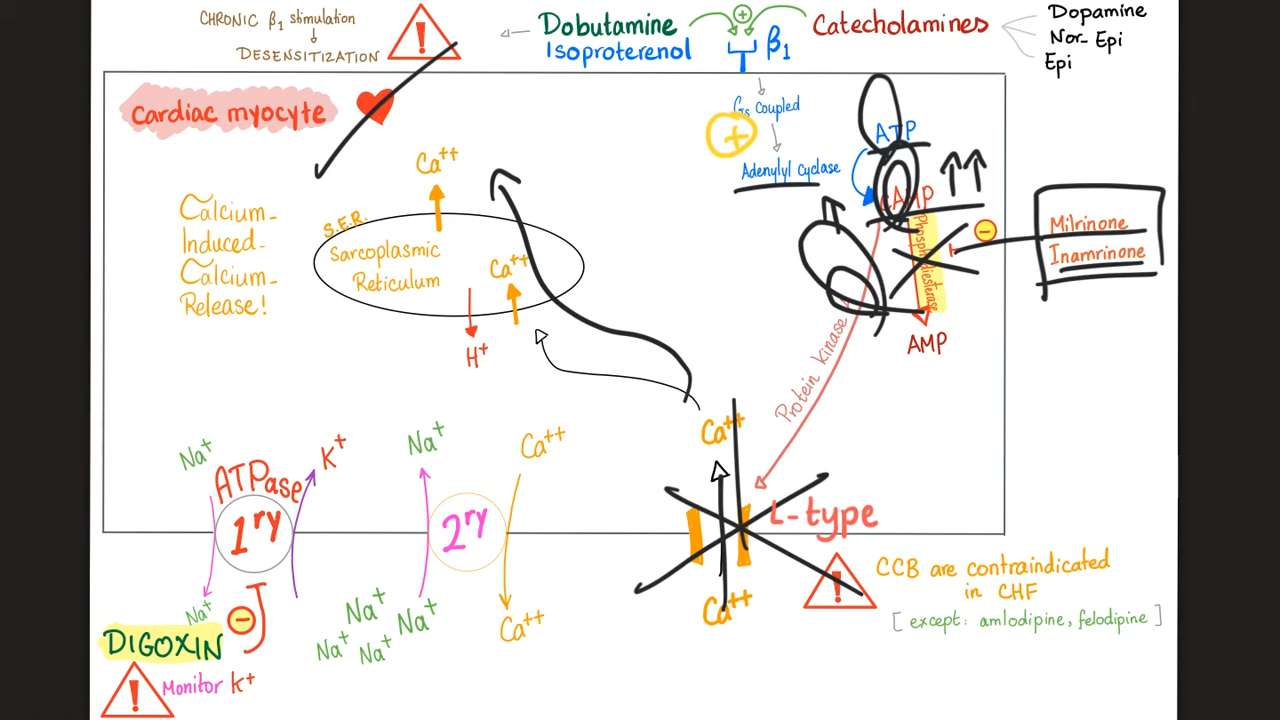 CHRONIC β₁ stimulation
DESENSITIZATION
!
Dobutamine
Isoproterenol
+
β₁
Catecholamines
Dopamine
Nor-Epi
Epi
Cardiac myocyte
Gs Coupled
+
Adenylyl cyclase
ATP
cAMP
Phosphodiesterase
AMP
−
Milrinone
Inamrinone
Calcium-
Induced-
Calcium-
Release!
Ca⁺⁺
S.E.R.
Sarcoplasmic
Reticulum
Ca⁺⁺
H⁺
Protein kinase
Ca⁺⁺
L-type
Ca⁺⁺
Na⁺
ATPase
K⁺
1ry
Na⁺
Na⁺
Ca⁺⁺
2ry
Na⁺
Na⁺
Na⁺
Na⁺
Ca⁺⁺
!
CCB are contraindicated
in CHF
[except: amlodipine, felodipine]
DIGOXIN
−
!
Monitor K⁺